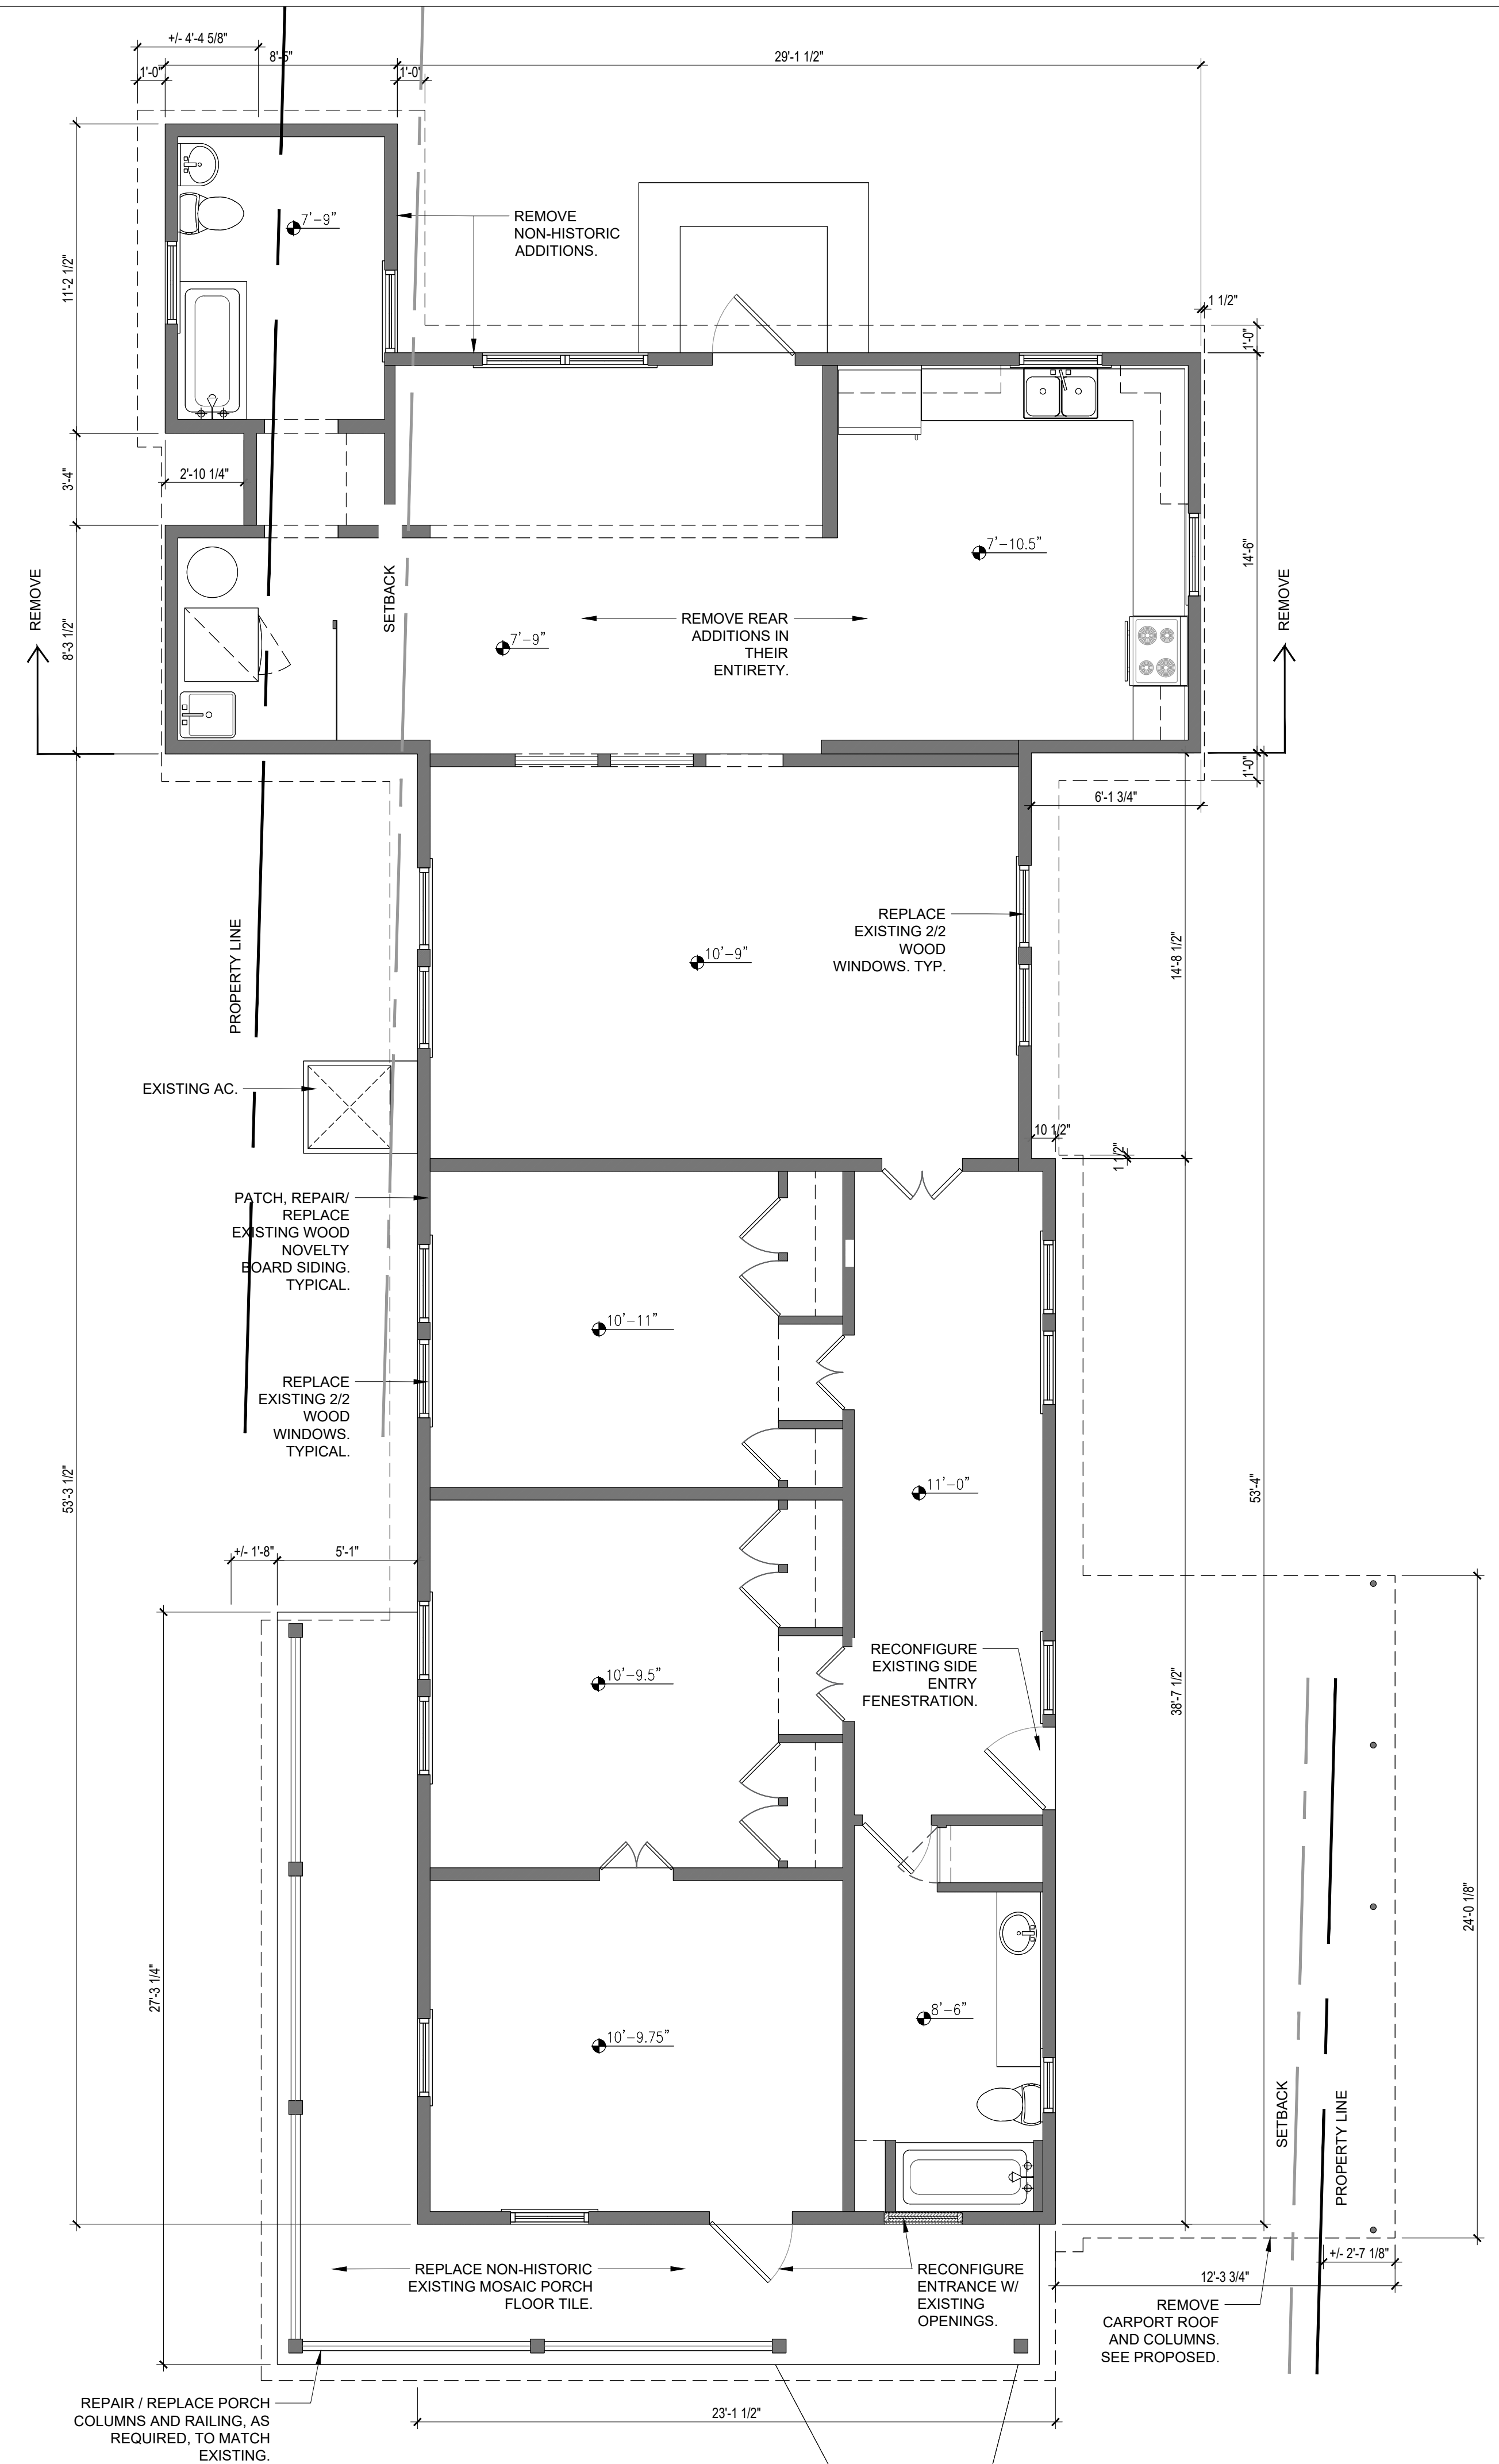 +/- 4'-4 5/8"
8'-5"
29'-1 1/2"
1'-0"
1'-0"
7'-9"
REMOVE
NON-HISTORIC
ADDITIONS.
11'-2 1/2"
1 1/2"
1'-0"
3'-4"
2'-10 1/4"
14'-6"
7'-10.5"
REMOVE
SETBACK
REMOVE
8'-3 1/2"
7'-9"
REMOVE REAR
ADDITIONS IN
THEIR
ENTIRETY.
1'-0"
6'-1 3/4"
PROPERTY LINE
REPLACE
EXISTING 2/2
WOOD
WINDOWS. TYP.
10'-9"
14'-8 1/2"
EXISTING AC.
10 1/2"
1 1/2"
PATCH, REPAIR/
REPLACE
EXISTING WOOD
NOVELTY
BOARD SIDING.
TYPICAL.
10'-11"
REPLACE
EXISTING 2/2
WOOD
WINDOWS.
TYPICAL.
11'-0"
53'-3 1/2"
53'-4"
+/- 1'-8"
5'-1"
RECONFIGURE
EXISTING SIDE
ENTRY
FENESTRATION.
10'-9.5"
38'-7 1/2"
24'-0 1/8"
27'-3 1/4"
8'-6"
10'-9.75"
SETBACK
PROPERTY LINE
REPLACE NON-HISTORIC
EXISTING MOSAIC PORCH
FLOOR TILE.
RECONFIGURE
ENTRANCE W/
EXISTING
OPENINGS.
+/- 2'-7 1/8"
12'-3 3/4"
REMOVE
CARPORT ROOF
AND COLUMNS.
SEE PROPOSED.
REPAIR / REPLACE PORCH
COLUMNS AND RAILING, AS
REQUIRED, TO MATCH
EXISTING.
23'-1 1/2"